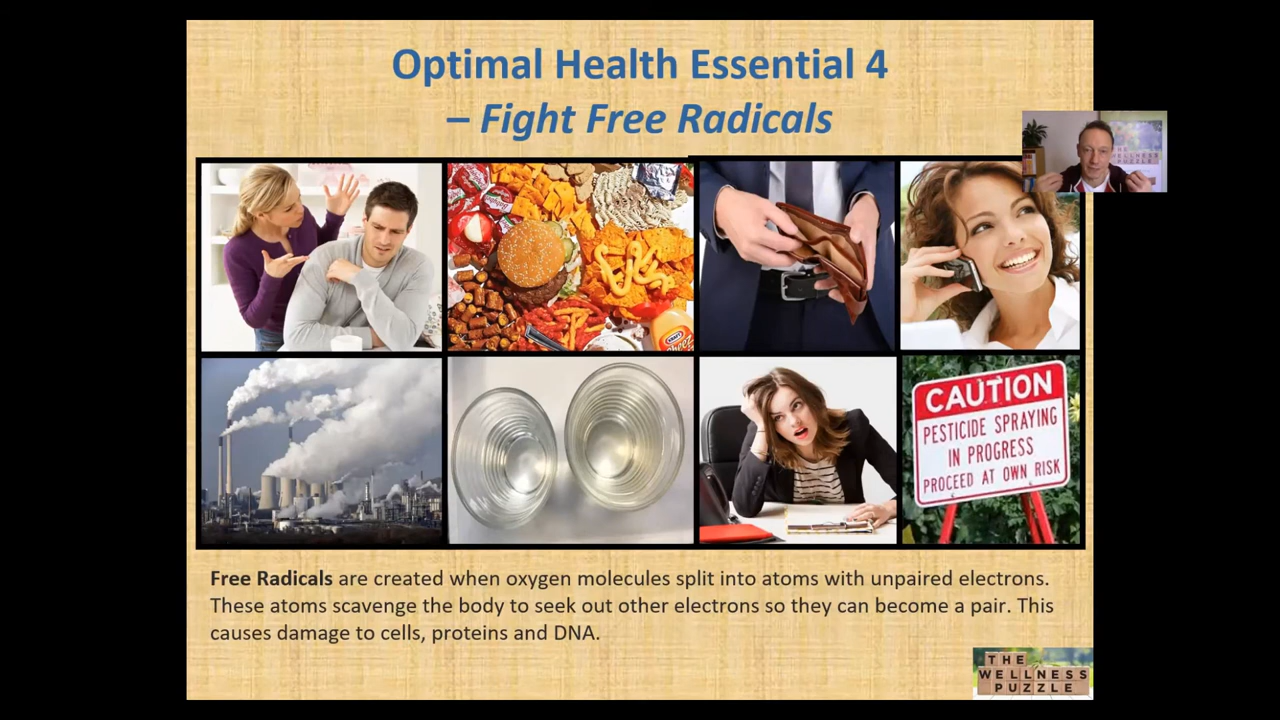 Optimal Health Essential 4
– Fight Free Radicals
CAUTION
PESTICIDE SPRAYING
IN PROGRESS
PROCEED AT OWN RISK
Free Radicals are created when oxygen molecules split into atoms with unpaired electrons.
These atoms scavenge the body to seek out other electrons so they can become a pair. This
causes damage to cells, proteins and DNA.
THE
WELLNESS
PUZZLE